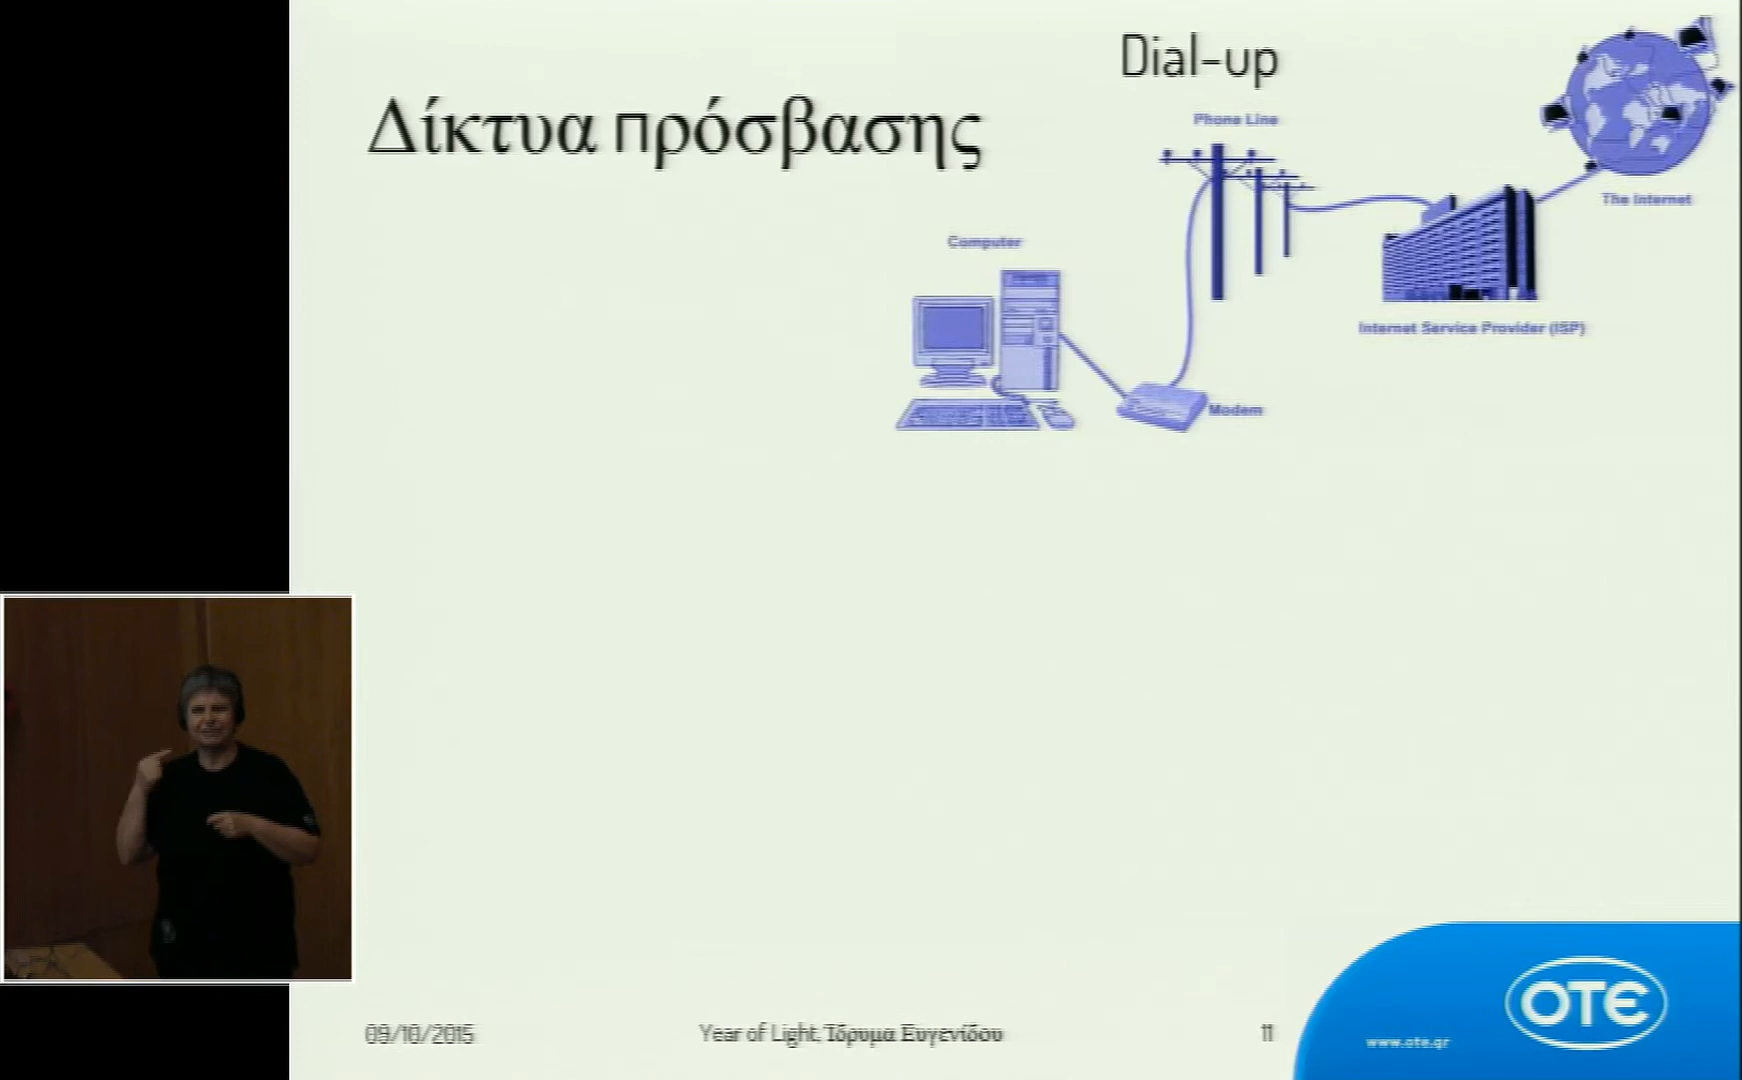 Dial-up
Δίκτυα πρόσβασης
Phone Line
The Internet
Computer
Internet Service Provider (ISP)
Modem
09/10/2015
Year of Light, Ίδρυμα Ευγενίδου
11
www.ote.gr
OTE